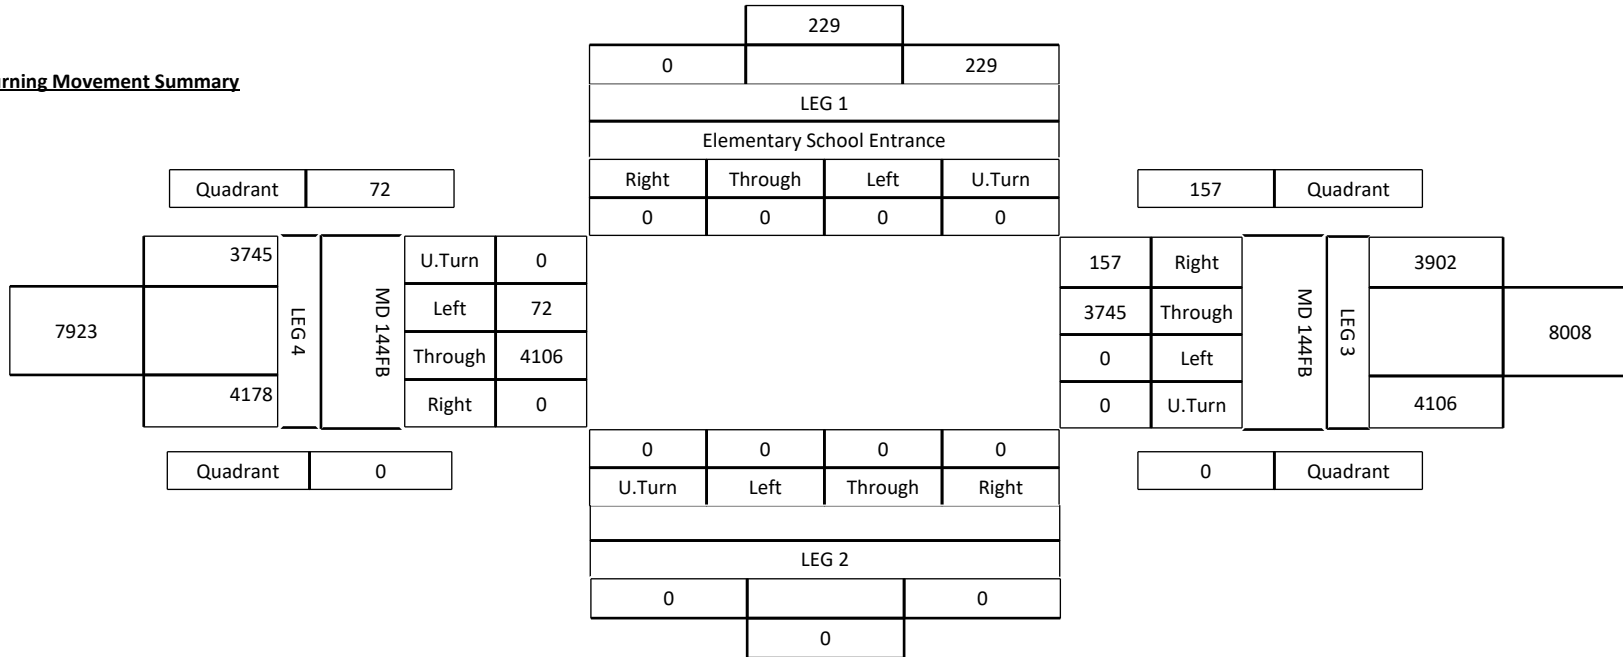 229
0 229
urning Movement Summary
LEG 1
Elementary School Entrance
Quadrant 72
Right Through Left U.Turn
157 Quadrant
0 0 0 0
3745
U.Turn 0
157 Right
3902
7923
LEG 4
MD 144FB
Left 72
3745 Through
MD 144FB
LEG 3
8008
Through 4106
0 Left
4178
Right 0
0 U.Turn
4106
0 0 0 0
Quadrant 0
U.Turn Left Through Right
0 Quadrant
LEG 2
0 0
0